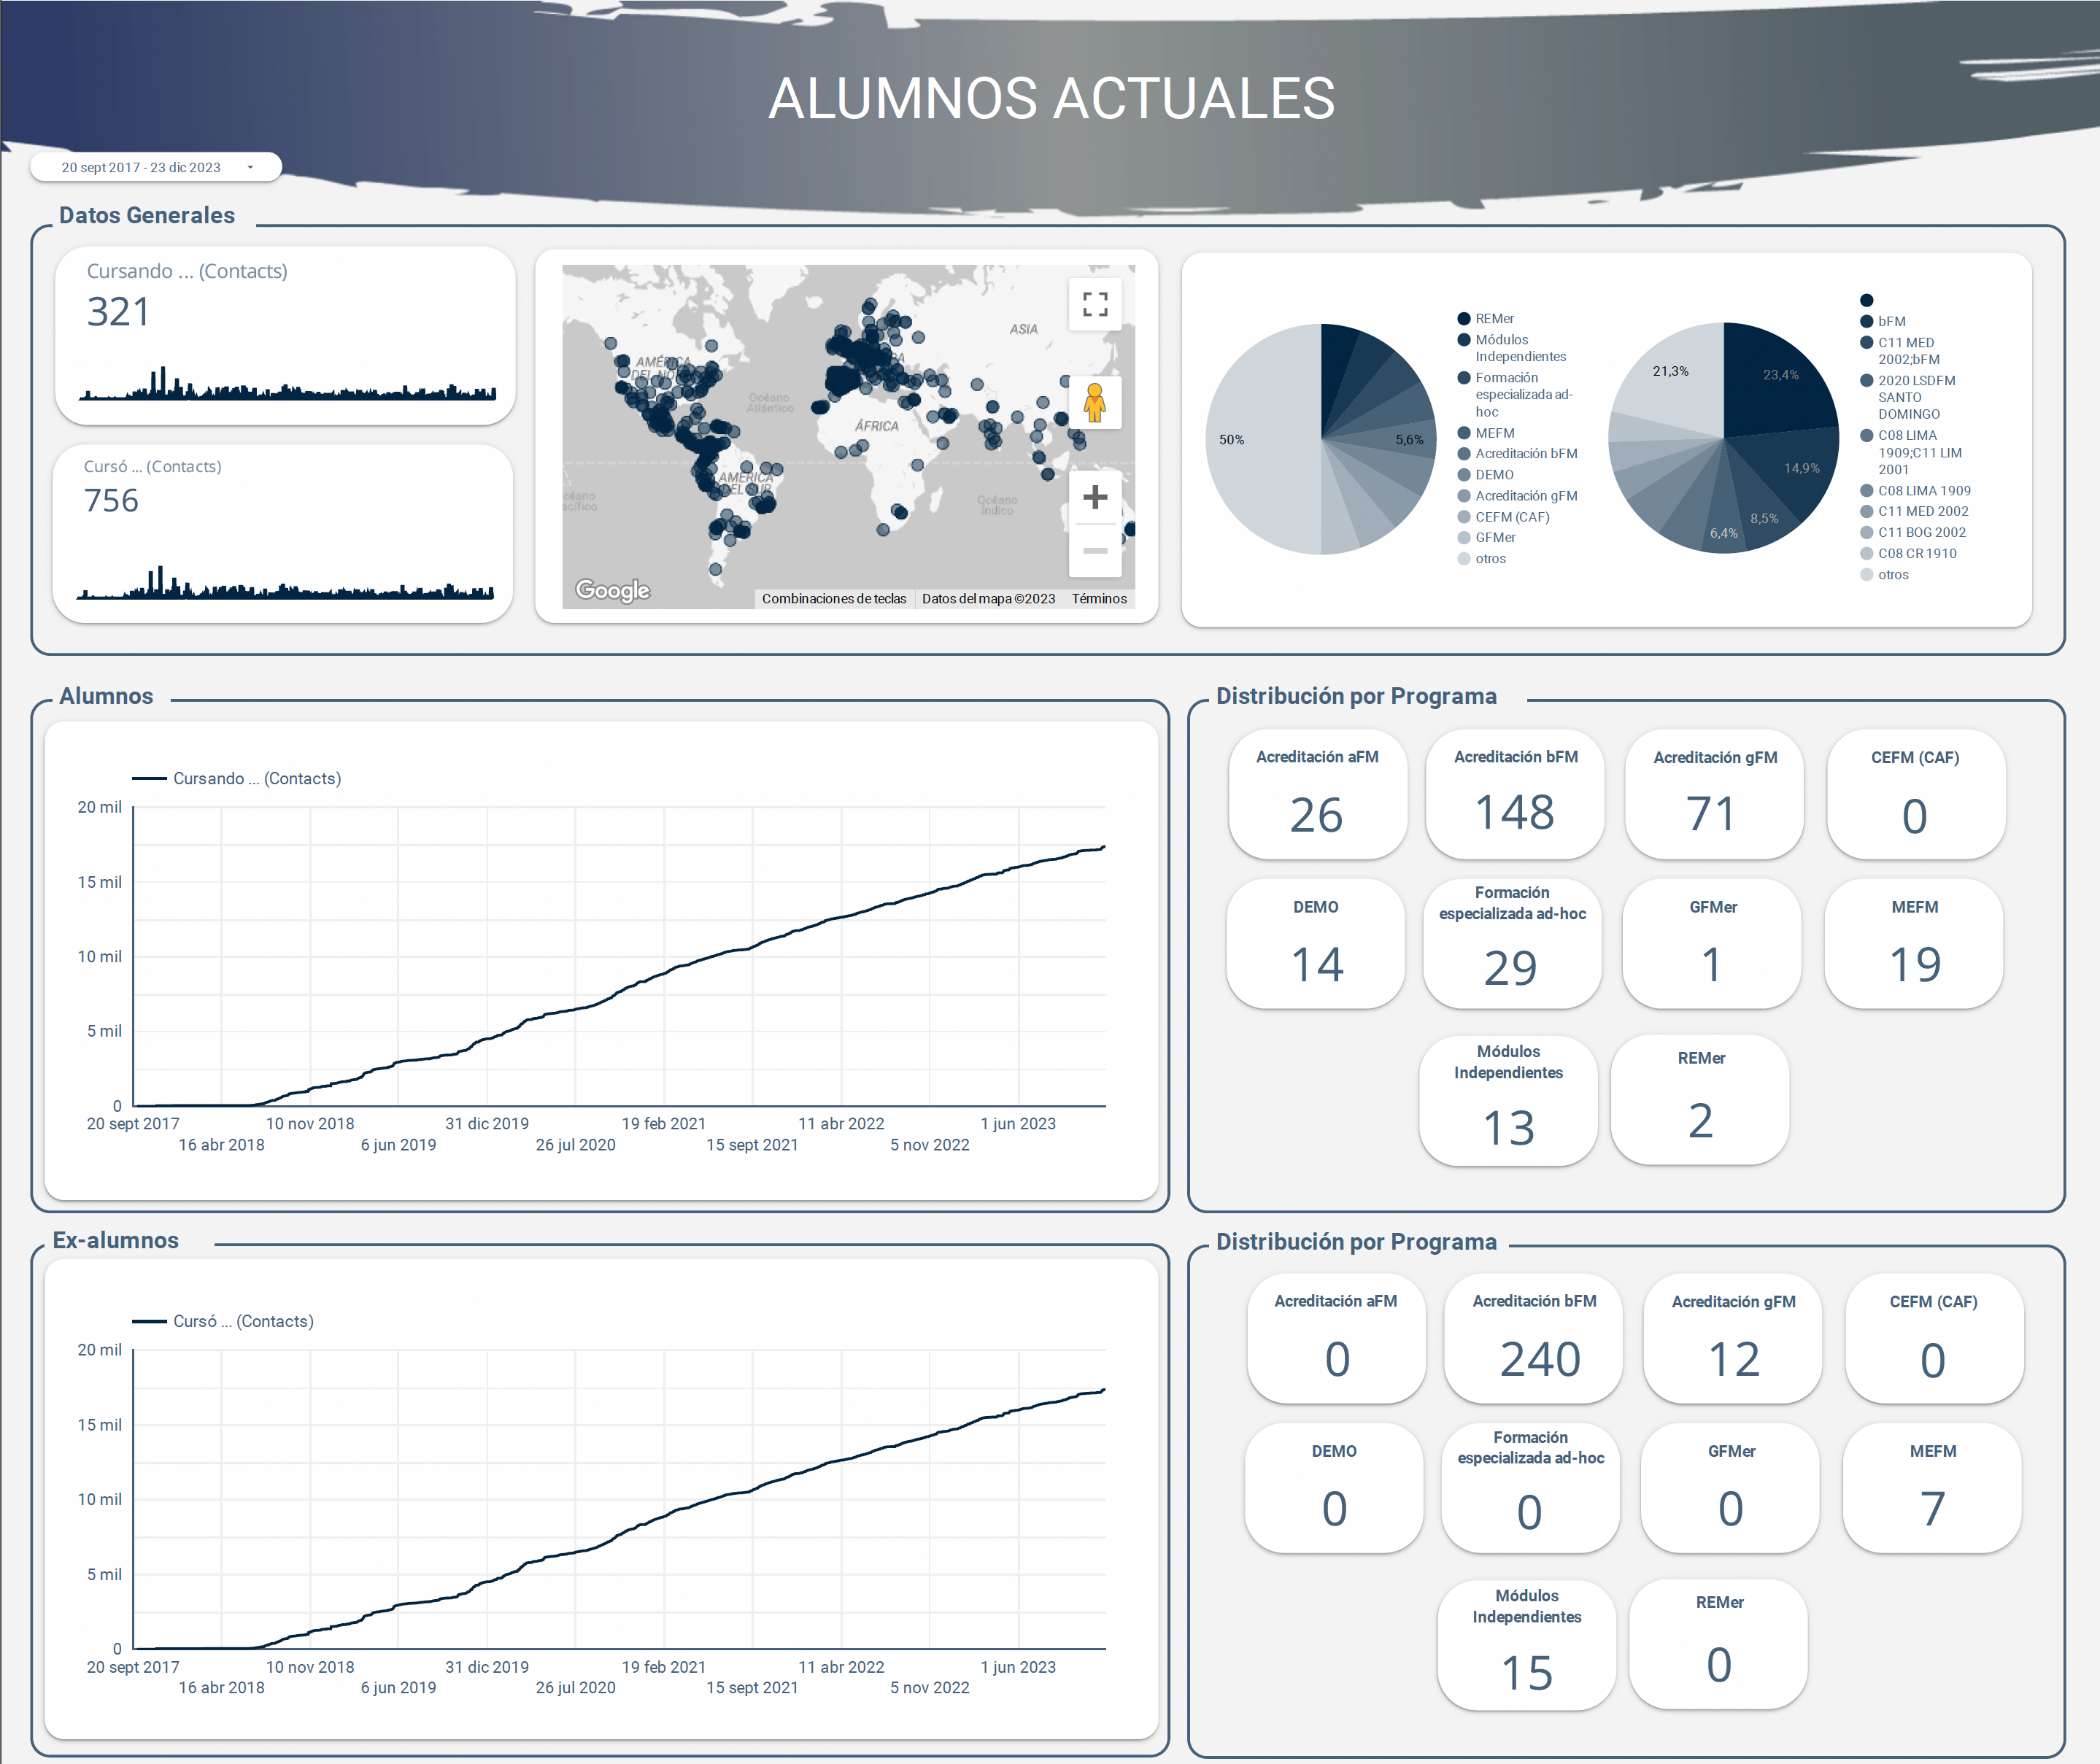 ALUMNOS ACTUALES
20 sept 2017 - 23 dic 2023
Datos Generales
Cursando ... (Contacts)
321
Cursó ... (Contacts)
756
AMÉRICA
DEL NO
Océano
Atlántico
ASIA
ÁFRICA
AMÉRICA
DEL SUR
Océano
Índico
céano
acífico
Google
Combinaciones de teclas
Datos del mapa ©2023
Términos
50%
5,6%
REMer
Módulos
Independientes
Formación
especializada ad-
hoc
MEFM
Acreditación bFM
DEMO
Acreditación gFM
CEFM (CAF)
GFMer
otros
21,3%
23,4%
14,9%
8,5%
6,4%
bFM
C11 MED
2002;bFM
2020 LSDFM
SANTO
DOMINGO
C08 LIMA
1909;C11 LIM
2001
C08 LIMA 1909
C11 MED 2002
C11 BOG 2002
C08 CR 1910
otros
Alumnos
Cursando ... (Contacts)
20 mil
15 mil
10 mil
5 mil
0
20 sept 2017
16 abr 2018
10 nov 2018
6 jun 2019
31 dic 2019
26 jul 2020
19 feb 2021
15 sept 2021
11 abr 2022
5 nov 2022
1 jun 2023
Distribución por Programa
Acreditación aFM
26
Acreditación bFM
148
Acreditación gFM
71
CEFM (CAF)
0
DEMO
14
Formación
especializada ad-hoc
29
GFMer
1
MEFM
19
Módulos
Independientes
13
REMer
2
Ex-alumnos
Cursó ... (Contacts)
20 mil
15 mil
10 mil
5 mil
0
20 sept 2017
16 abr 2018
10 nov 2018
6 jun 2019
31 dic 2019
26 jul 2020
19 feb 2021
15 sept 2021
11 abr 2022
5 nov 2022
1 jun 2023
Distribución por Programa
Acreditación aFM
0
Acreditación bFM
240
Acreditación gFM
12
CEFM (CAF)
0
DEMO
0
Formación
especializada ad-hoc
0
GFMer
0
MEFM
7
Módulos
Independientes
15
REMer
0